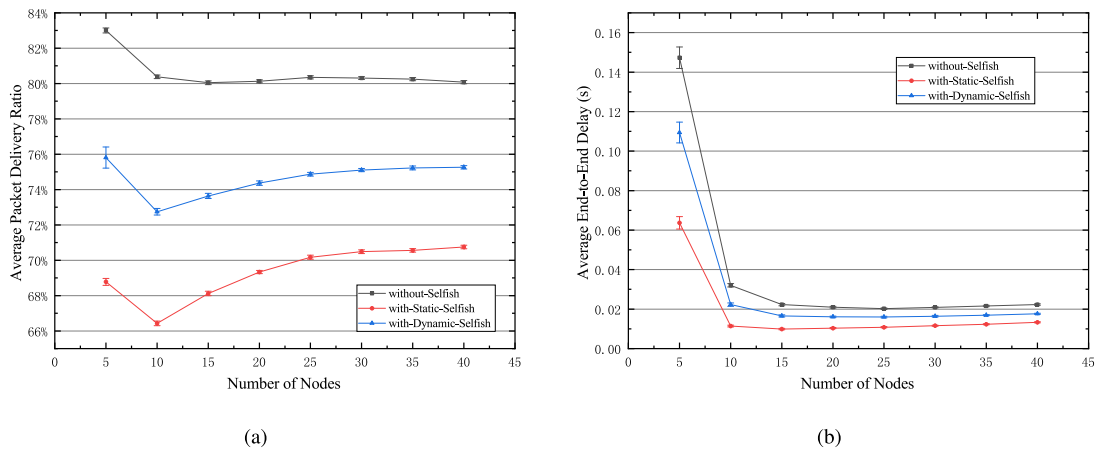 84%
82%
80%
78%
76%
74%
72%
70%
68%
66%
Average Packet Delivery Ratio
without-Selfish
with-Static-Selfish
with-Dynamic-Selfish
0 5 10 15 20 25 30 35 40 45
Number of Nodes
(a)
0.16
0.14
0.12
0.10
0.08
0.06
0.04
0.02
0.00
Average End-to-End Delay (s)
without-Selfish
with-Static-Selfish
with-Dynamic-Selfish
0 5 10 15 20 25 30 35 40 45
Number of Nodes
(b)